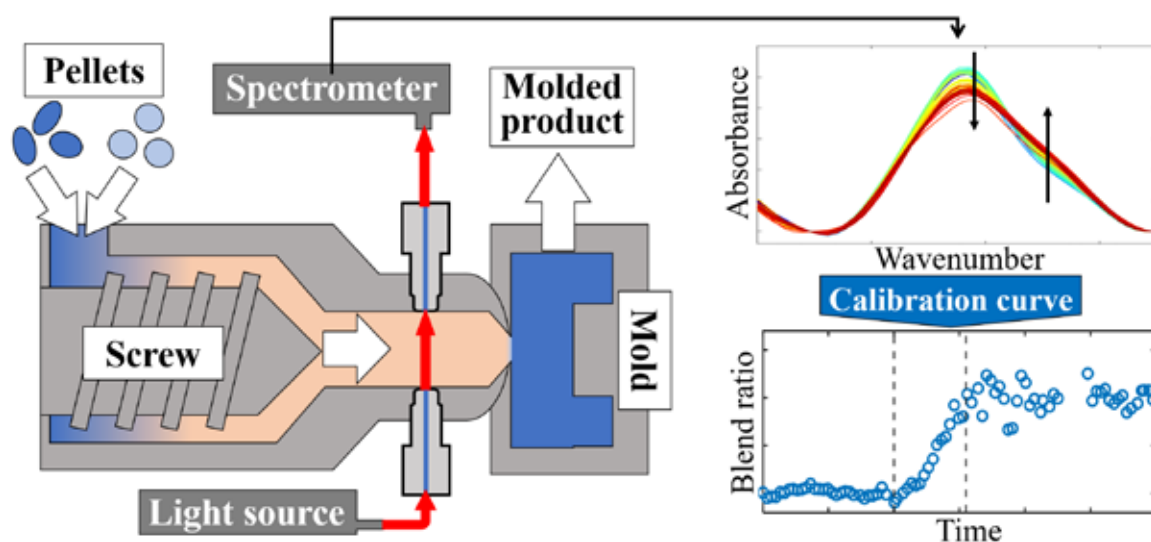 Pellets
Spectrometer
Molded
product
Screw
Mold
Light source
Absorbance
Wavenumber
Calibration curve
Blend ratio
Time